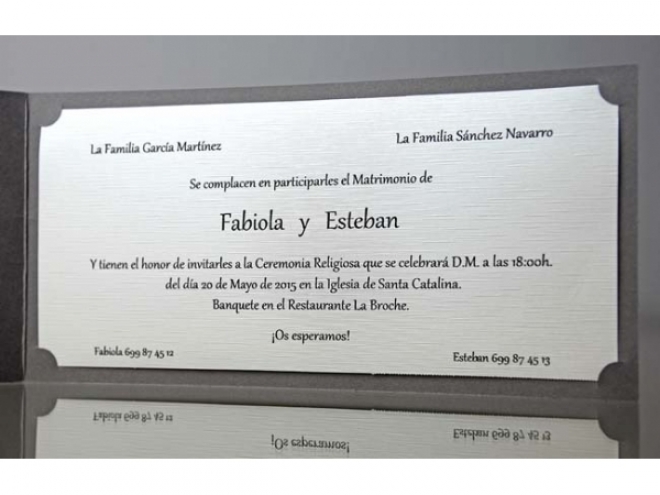 La Familia García Martínez
La Familia Sánchez Navarro
Se complacen en participarles el Matrimonio de
Fabiola y Esteban
Y tienen el honor de invitarles a la Ceremonia Religiosa que se celebrará D.M. a las 18:00h.
del día 20 de Mayo de 2015 en la Iglesia de Santa Catalina.
Banquete en el Restaurante La Broche.
¡Os esperamos!
Fabiola 699 87 45 12
Esteban 699 87 45 13